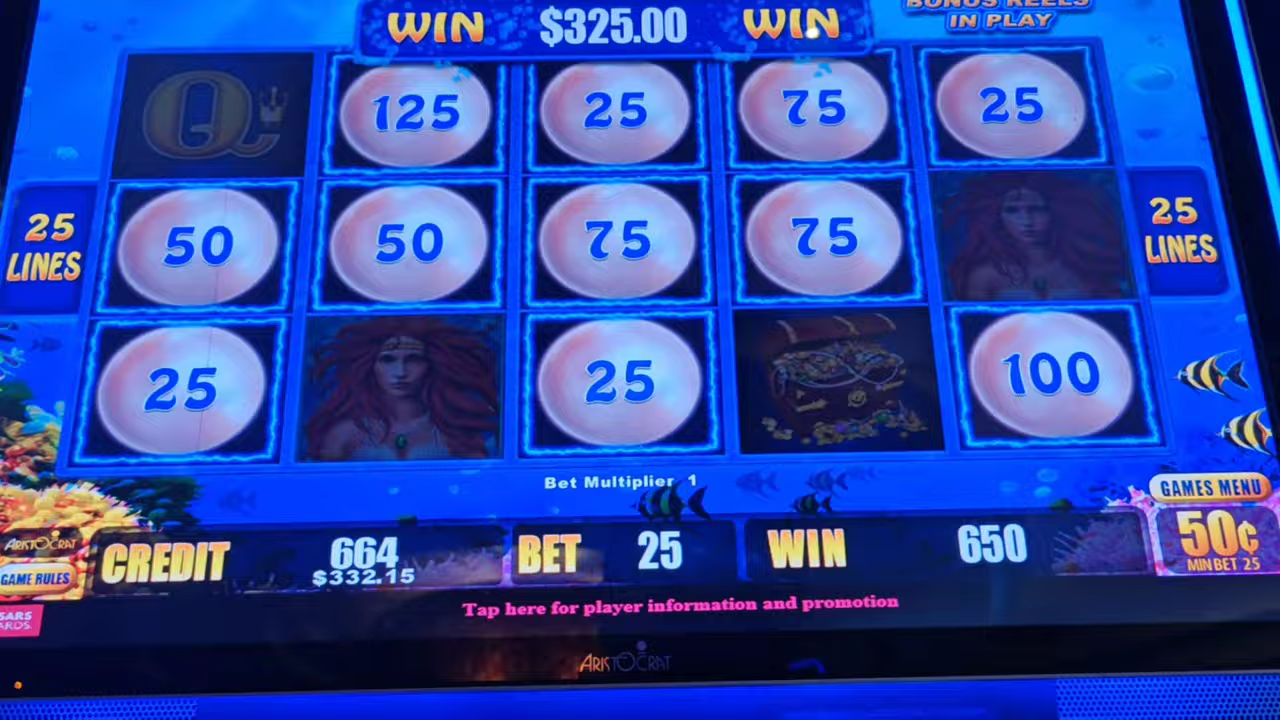 WIN $325.00 WIN
BONUS REELS
IN PLAY
Q 125 25 75 25
25
LINES
50 50 75 75
25
LINES
25 25 100
Bet Multiplier 1
GAMES MENU
ARISTOCRAT
CREDIT 664
$332.15
BET 25
WIN 650
50¢
MIN BET 25
GAME RULES
Tap here for player information and promotion
ARISTOCRAT